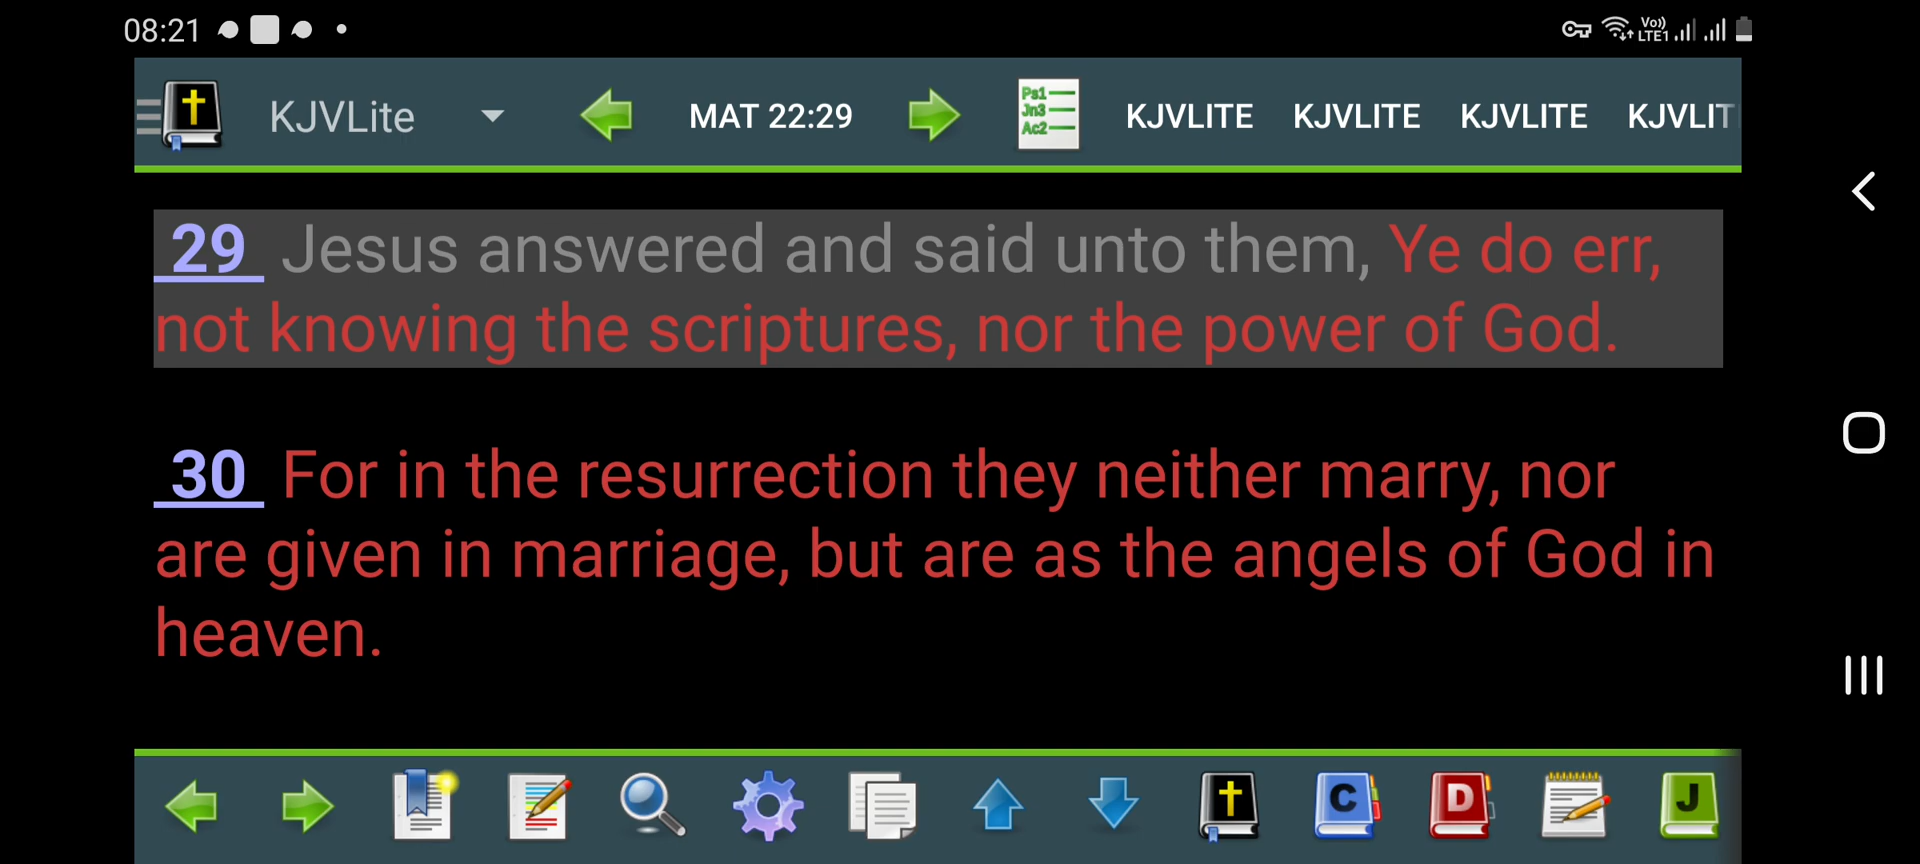 08:21
Vo)) LTE1
KJVLite MAT 22:29 Ps1 Jn3 Ac2 KJVLITE KJVLITE KJVLITE KJVLIT
29 Jesus answered and said unto them, Ye do err,
not knowing the scriptures, nor the power of God.
30 For in the resurrection they neither marry, nor
are given in marriage, but are as the angels of God in
heaven.
C D J